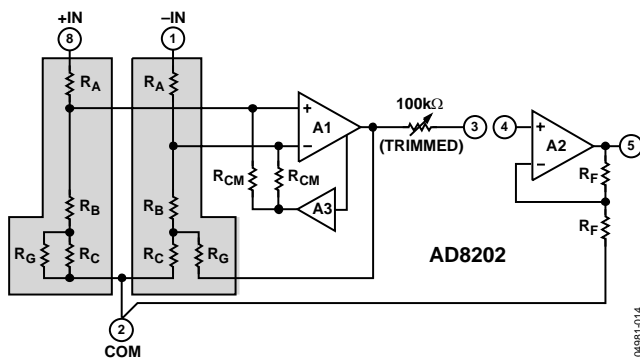 +IN
–IN
8
1
RA
RA
100kΩ
+
A1
–
3
4
+
A2
–
5
(TRIMMED)
RCM
RCM
RF
A3
RB
RB
RF
RG
RC
RC
RG
AD8202
2
COM
04981-014